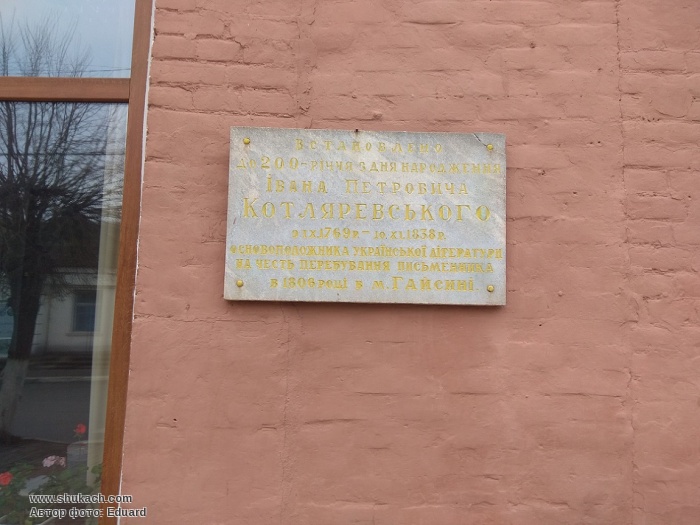 Встановлена
до 200-річчя з дня народження
Івана Петровича
Котляревського
9.IX.1769р.– 10.XI.1838р.
основоположника української літератури
на честь перебування письменника
в 1806 році в м. Гайсині.
www.shukach.com
Автор фото: Eduard